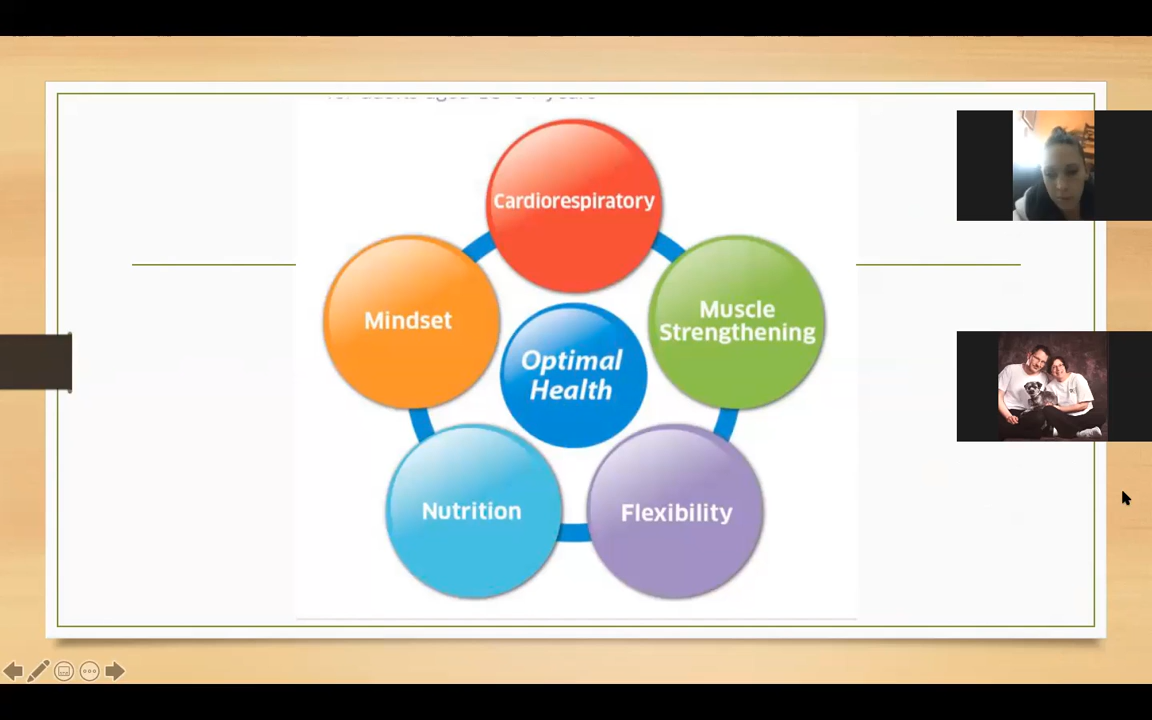 Cardiorespiratory
Mindset
Muscle
Strengthening
Optimal
Health
Nutrition
Flexibility